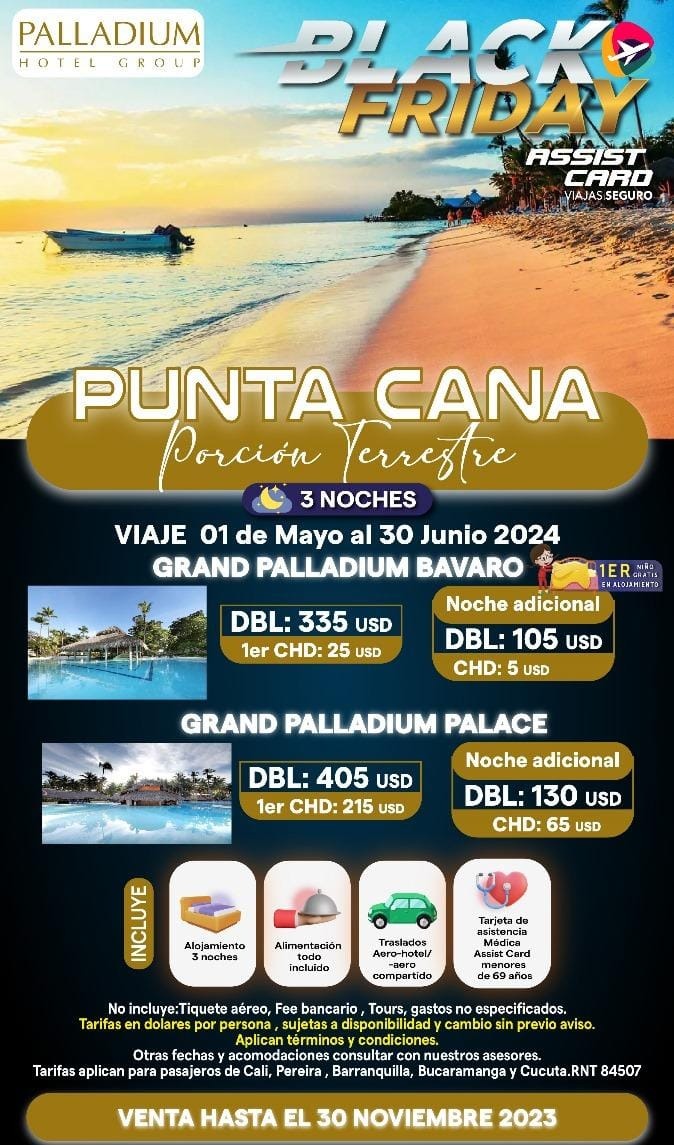 PALLADIUM
HOTEL GROUP
BLACK
FRIDAY
ASSIST
CARD
VIAJAS.SEGURO
PUNTA CANA
Porción Terrestre
3 NOCHES
VIAJE 01 de Mayo al 30 Junio 2024
GRAND PALLADIUM BAVARO
1ER NIÑO
GRATIS
EN ALOJAMIENTO
DBL: 335 USD
1er CHD: 25 USD
Noche adicional
DBL: 105 USD
CHD: 5 USD
GRAND PALLADIUM PALACE
DBL: 405 USD
1er CHD: 215 USD
Noche adicional
DBL: 130 USD
CHD: 65 USD
INCLUYE
Alojamiento
3 noches
Alimentación
todo
incluido
Traslados
Aero-hotel/
-aero
compartido
Tarjeta de
asistencia
Médica
Assist Card
menores
de 69 años
No incluye:Tiquete aéreo, Fee bancario , Tours, gastos no especificados.
Tarifas en dolares por persona , sujetas a disponibilidad y cambio sin previo aviso.
Aplican términos y condiciones.
Otras fechas y acomodaciones consultar con nuestros asesores.
Tarifas aplican para pasajeros de Cali, Pereira , Barranquilla, Bucaramanga y Cucuta.RNT 84507
VENTA HASTA EL 30 NOVIEMBRE 2023